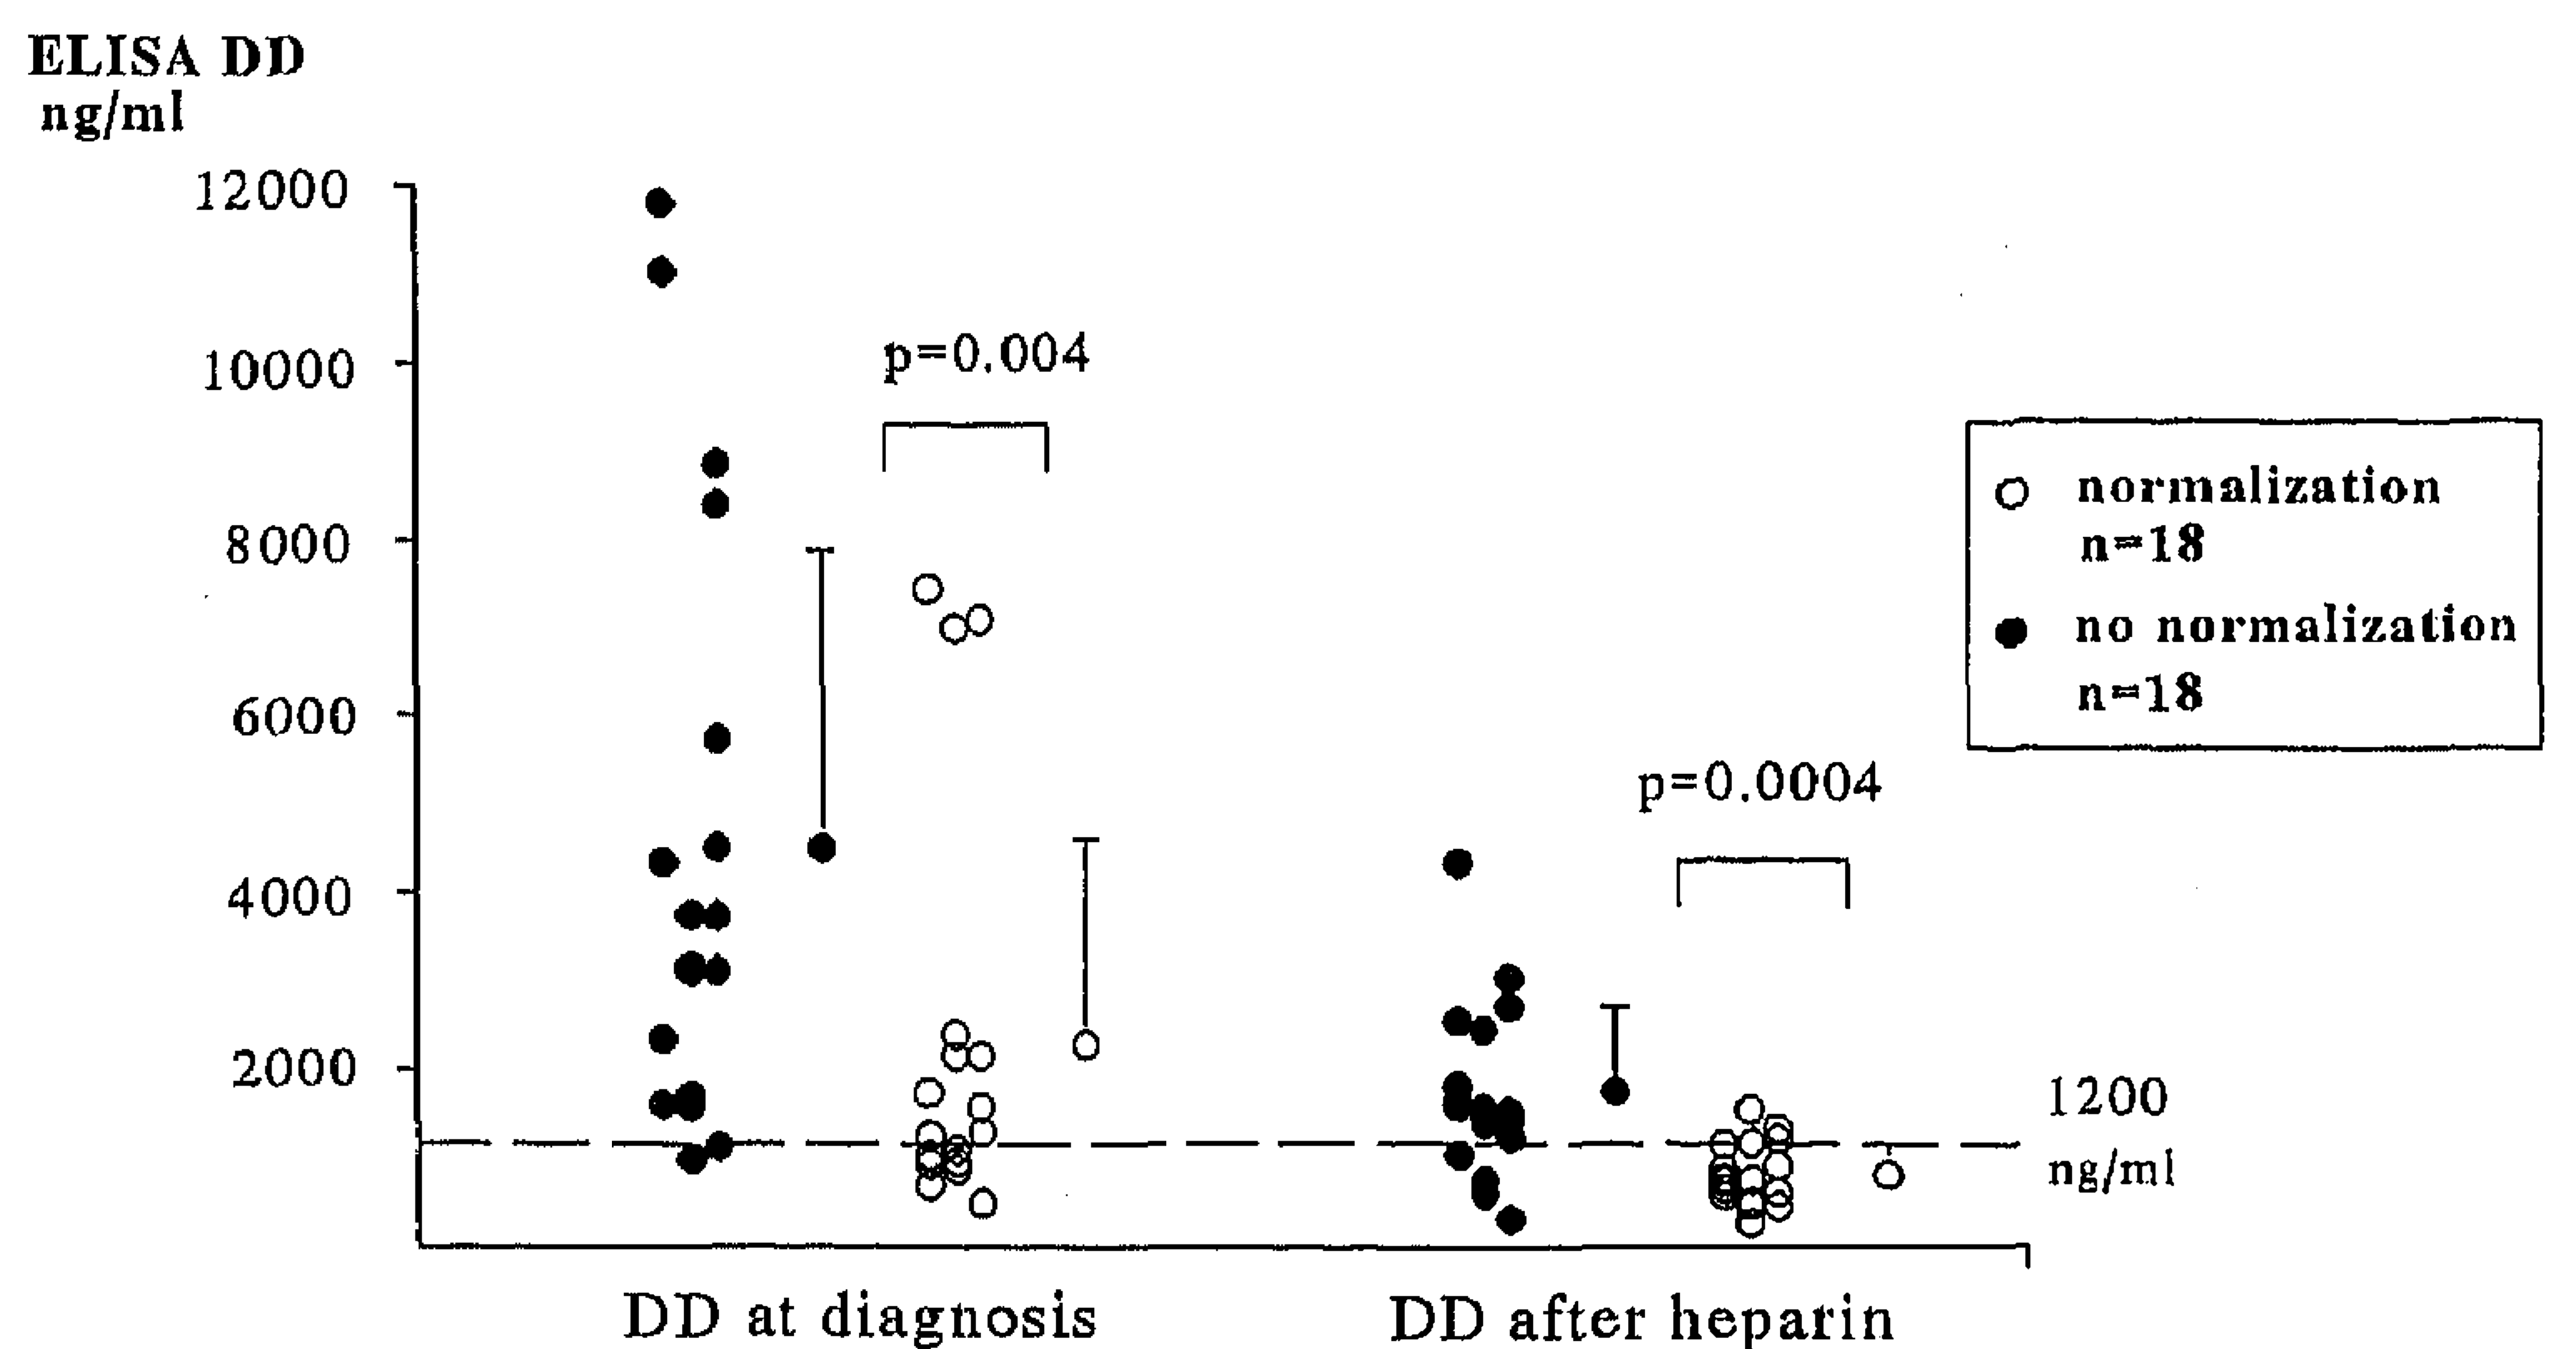 ELISA DD
ng/ml
12000
10000
8000
6000
4000
2000
p=0.004
p=0.0004
normalization
n=18
no normalization
n=18
1200
ng/ml
DD at diagnosis
DD after heparin